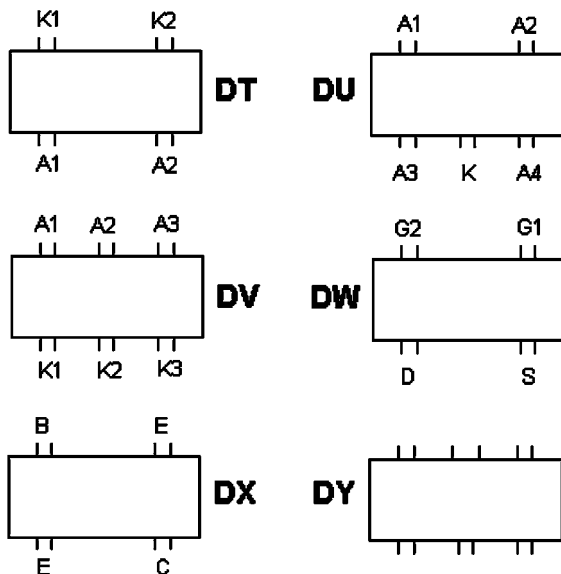 K1 K2
DT
A1 A2
A1 A2
DU
A3 K A4
A1 A2 A3
DV
K1 K2 K3
G2 G1
DW
D S
B E
DX
E C
DY